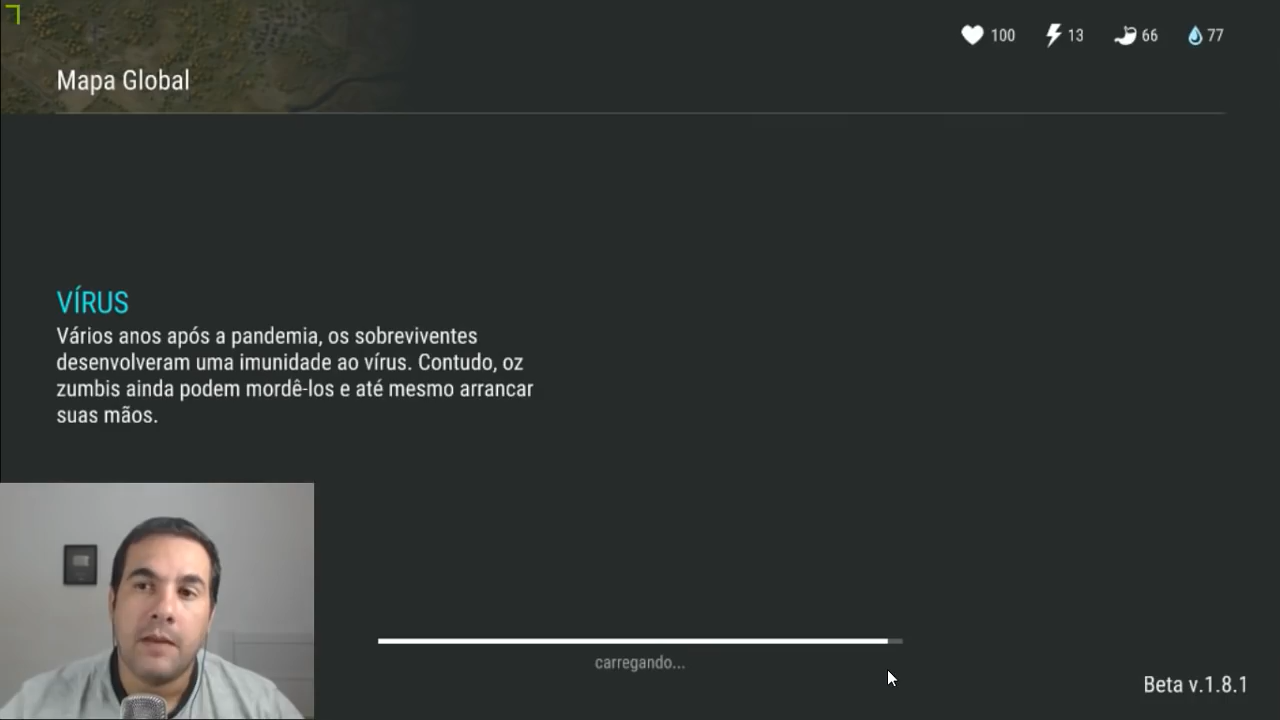 100 13 66 77
Mapa Global
VÍRUS
Vários anos após a pandemia, os sobreviventes
desenvolveram uma imunidade ao vírus. Contudo, oz
zumbis ainda podem mordê-los e até mesmo arrancar
suas mãos.
carregando...
Beta v.1.8.1